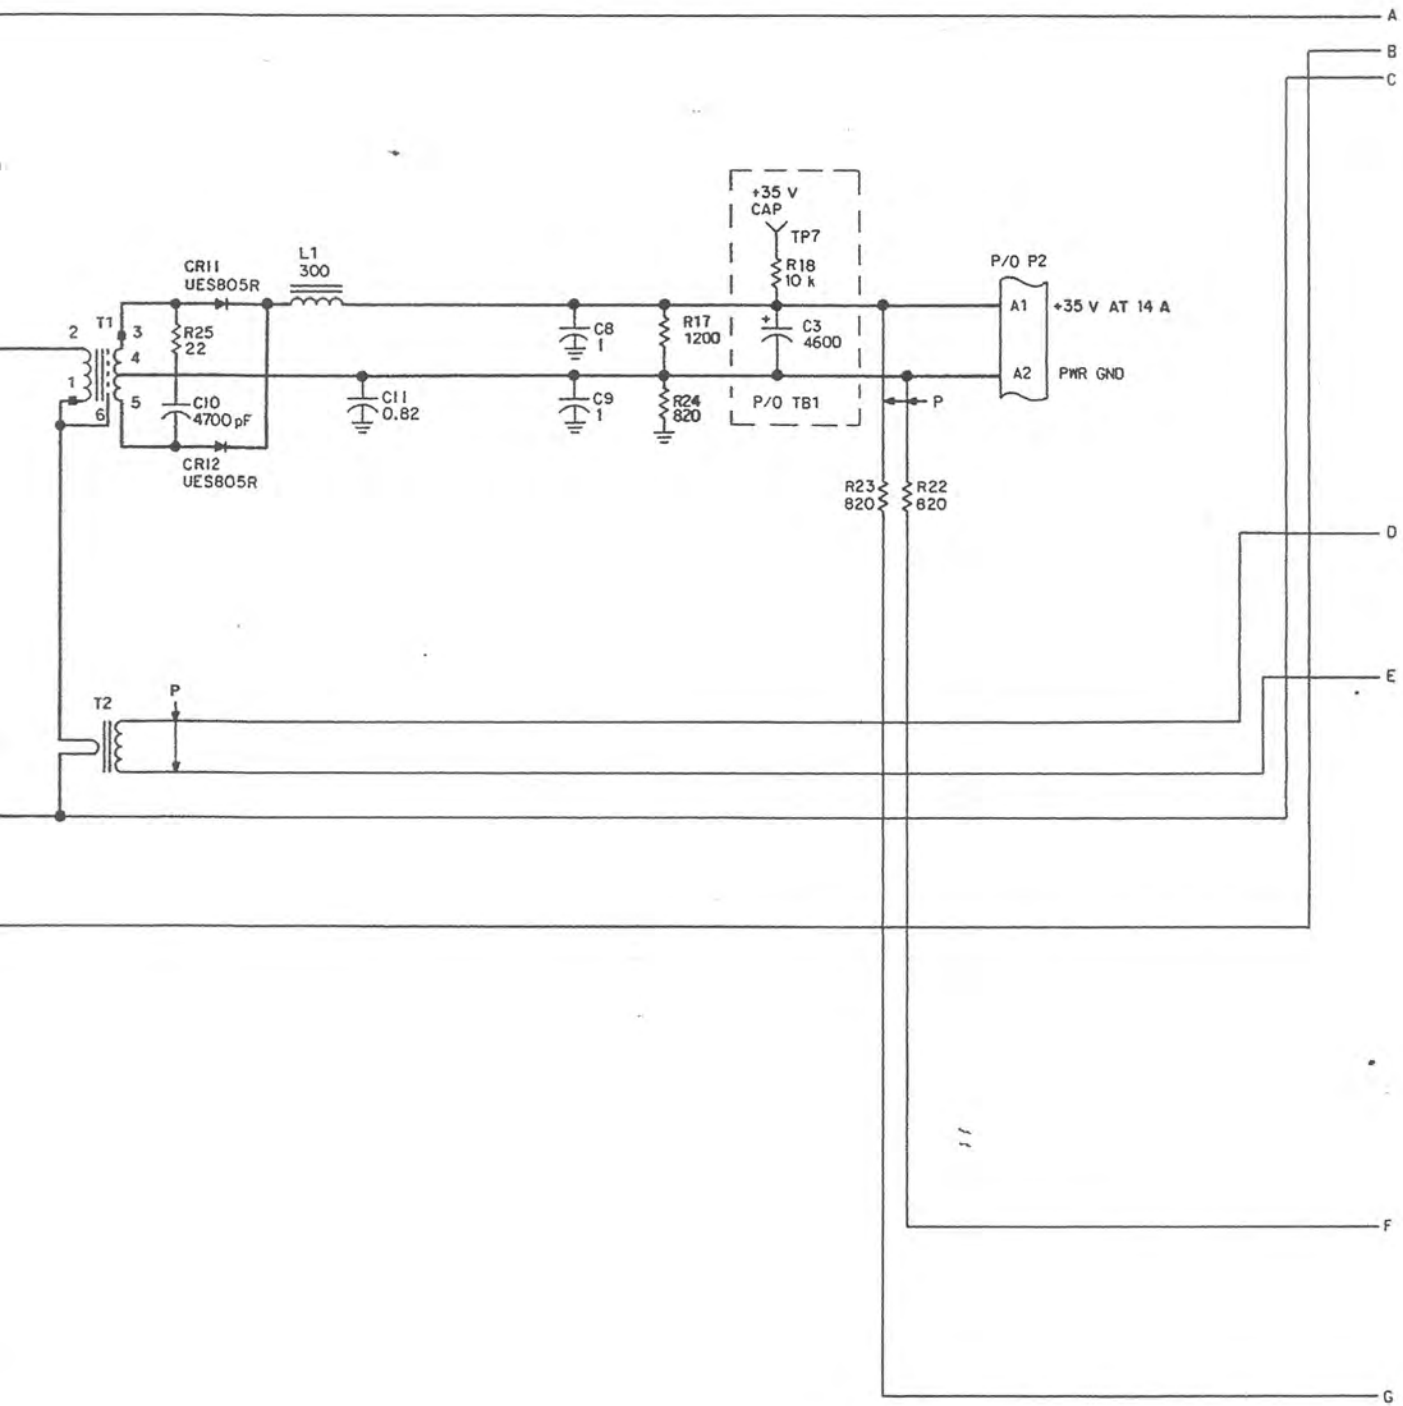 A
B
C
+35 V
CAP
TP7
R18
10 k
L1
300
CR11
UES805R
P/O P2
A1
+35 V AT 14 A
T1
2
3
R25
22
C8
1
R17
1200
+
C3
4600
4
1
A2
PWR GND
5
6
C10
4700 pF
C11
0.82
C9
1
R24
820
P/O TB1
P
CR12
UES805R
R23
820
R22
820
D
E
T2
P
F
G